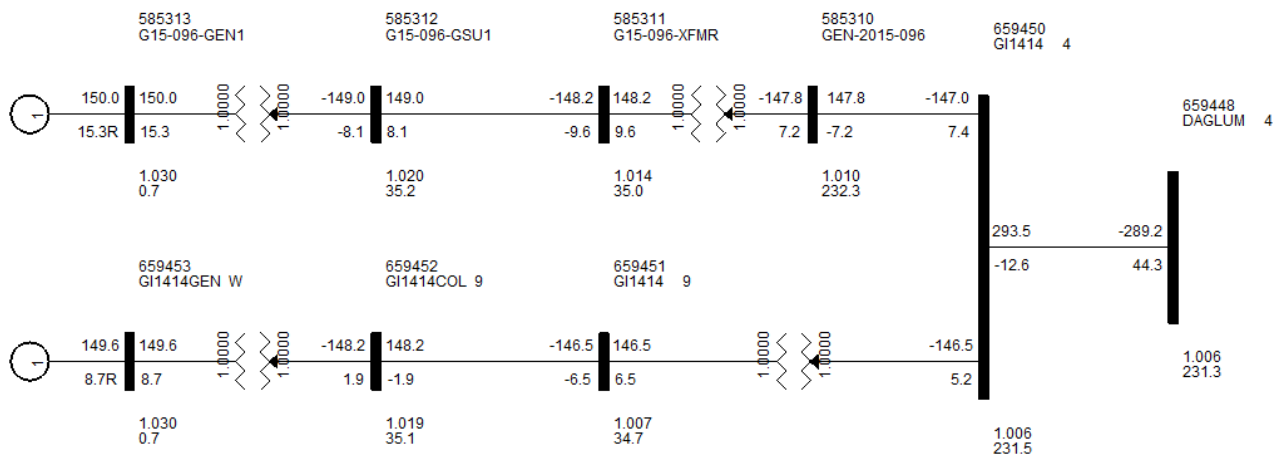 585313
G15-096-GEN1
585312
G15-096-GSU1
585311
G15-096-XFMR
585310
GEN-2015-096
659450
GI1414 4
659448
DAGLUM 4
1
150.0 150.0 1.0000 1.0000 -149.0 149.0 -148.2 148.2 1.0000 1.0000 -147.8 147.8 -147.0
15.3R 15.3 -8.1 8.1 -9.6 9.6 7.2 -7.2 7.4
1.030
0.7
1.020
35.2
1.014
35.0
1.010
232.3
293.5 -289.2
-12.6 44.3
659453
GI1414GEN W
659452
GI1414COL 9
659451
GI1414 9
1
149.6 149.6 1.0000 1.0000 -148.2 148.2 -146.5 146.5 1.0000 1.0000 -146.5
8.7R 8.7 1.9 -1.9 -6.5 6.5 5.2
1.030
0.7
1.019
35.1
1.007
34.7
1.006
231.5
1.006
231.3